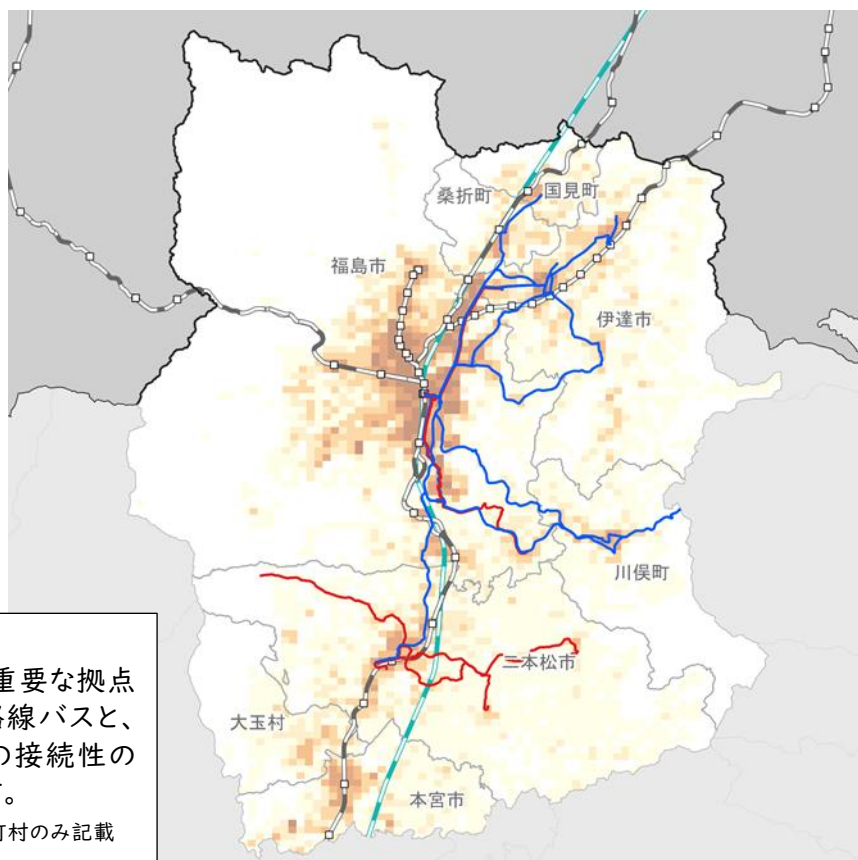 国見町
桑折町
福島市
伊達市
川俣町
二本松市
大玉村
本宮市
重要な拠点
線バスと、
の接続性の
。
町村のみ記載